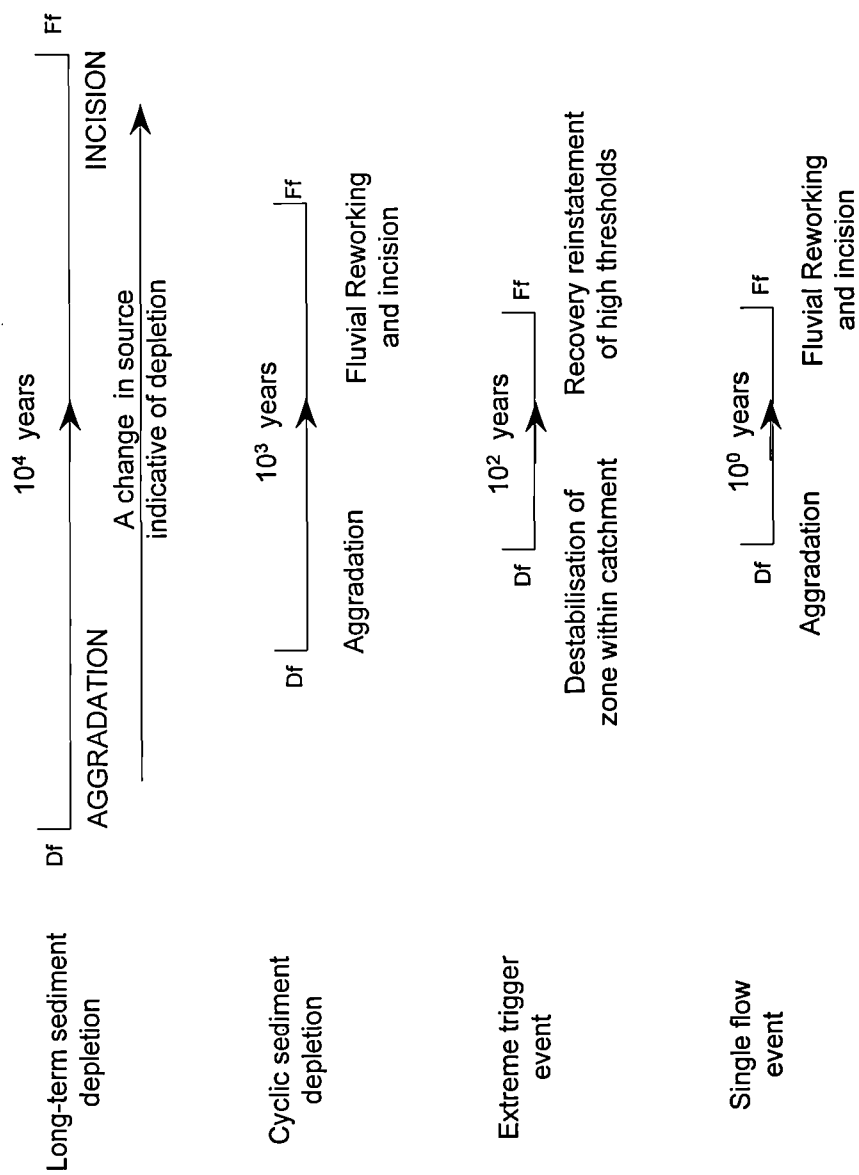 Long-term sediment
depletion
Df
10⁴ years
Ff
AGGRADATION
INCISION
A change in source
indicative of depletion
Cyclic sediment
depletion
Df
10³ years
Ff
Aggradation
Fluvial Reworking
and incision
Extreme trigger
event
Df
10² years
Ff
Destabilisation of
zone within catchment
Recovery reinstatement
of high thresholds
Single flow
event
Df
10⁰ years
Ff
Aggradation
Fluvial Reworking
and incision